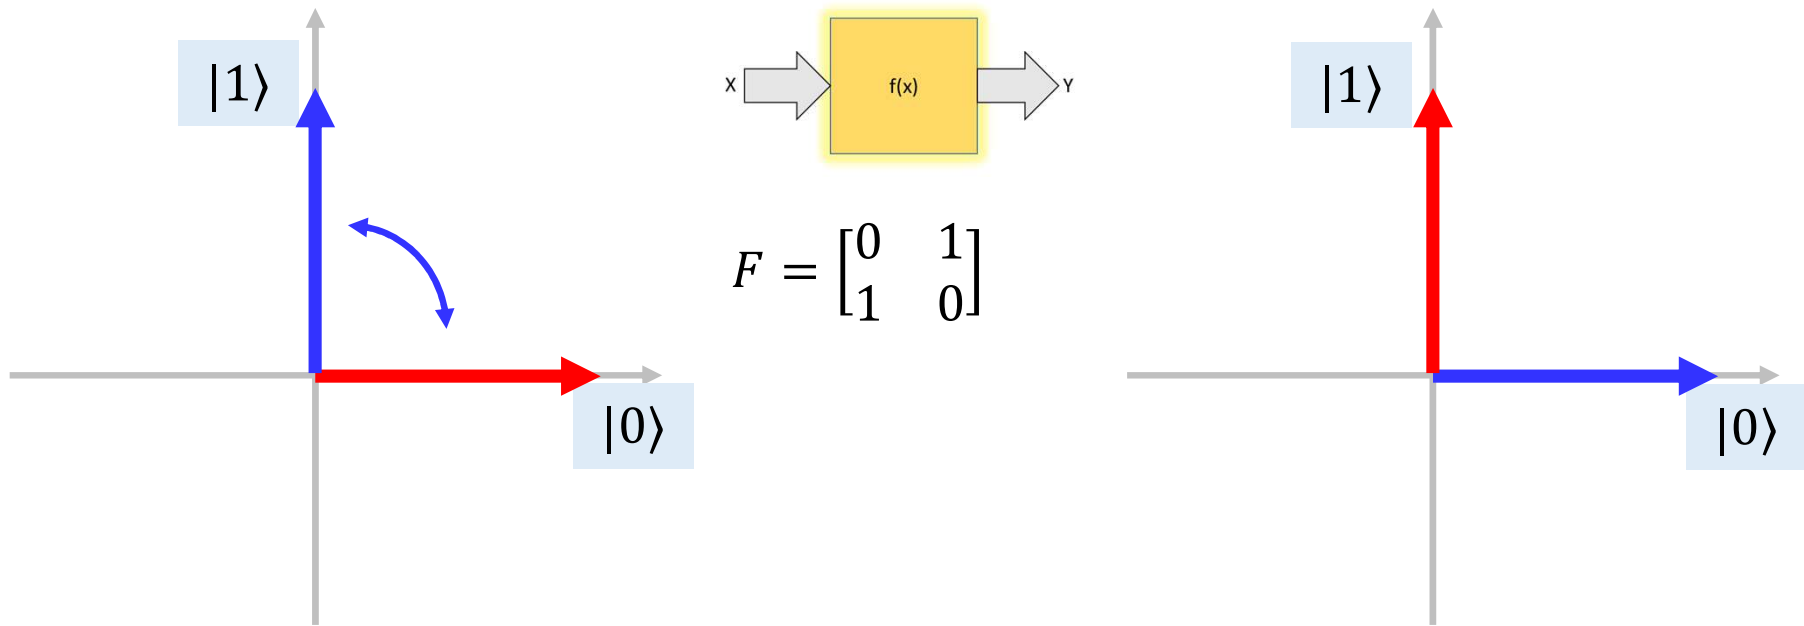 |1⟩
|0⟩
X
f(x)
Y
F = [0 1
1 0]
|1⟩
|0⟩